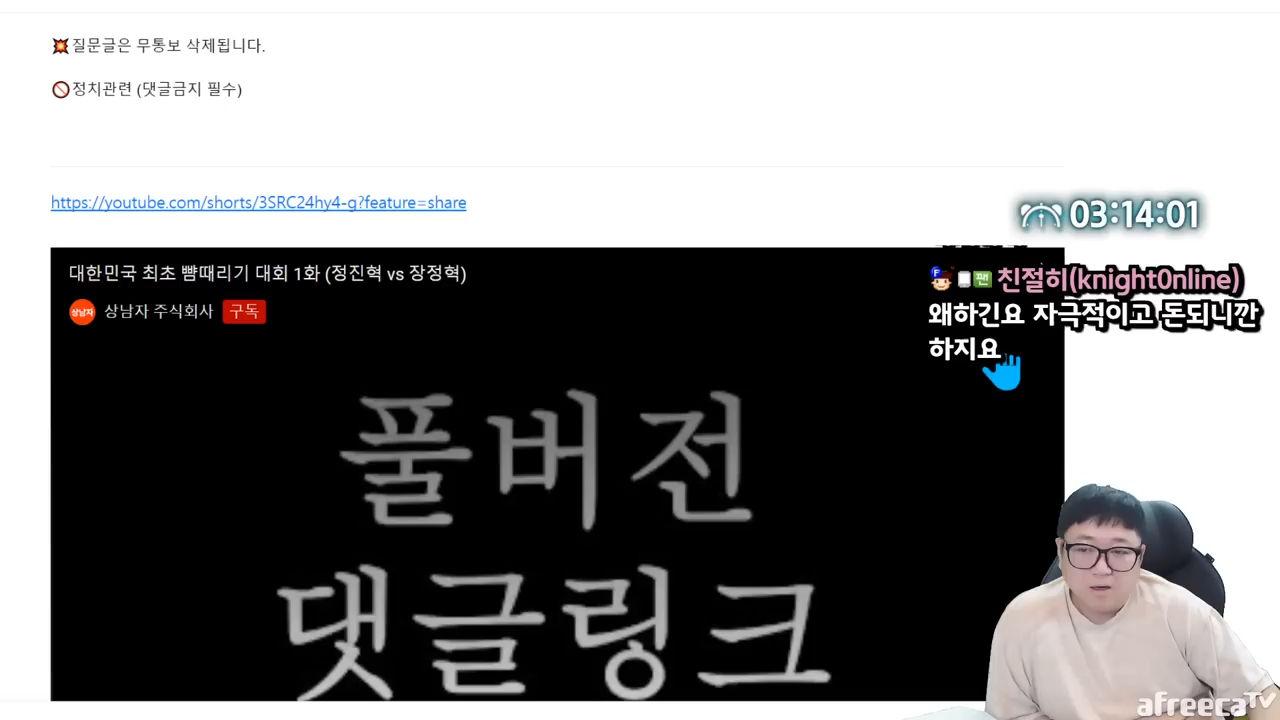 💥질문글은 무통보 삭제됩니다.
🚫정치관련 (댓글금지 필수)
https://youtube.com/shorts/3SRC24hy4-g?feature=share
03:14:01
대한민국 최초 뺨때리기 대회 1화 (정진혁 vs 장정혁)
상남자
상남자 주식회사 구독
F 팬 친절히(knight0nline)
왜하긴요 자극적이고 돈되니깐
하지요
풀버전
댓글링크
afreecaTV